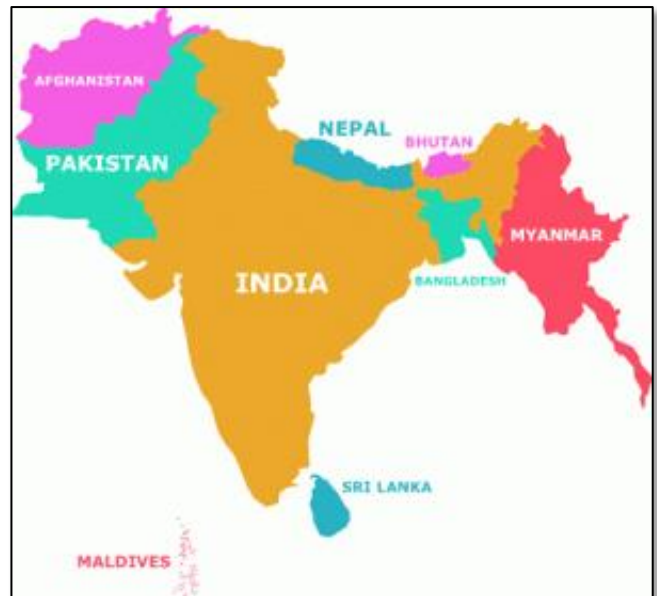 AFGHANISTAN
NEPAL
BHUTAN
PAKISTAN
MYANMAR
INDIA
BANGLADESH
SRI LANKA
MALDIVES